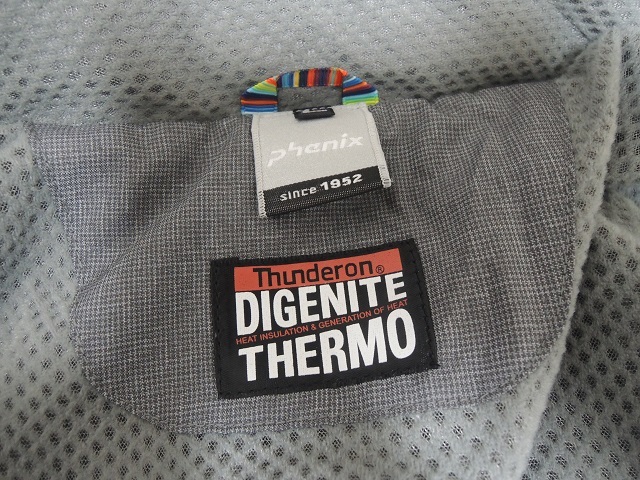 phenix
since 1952
Thunderon®
DIGENITE
HEAT INSULATION & GENERATION OF HEAT
THERMO